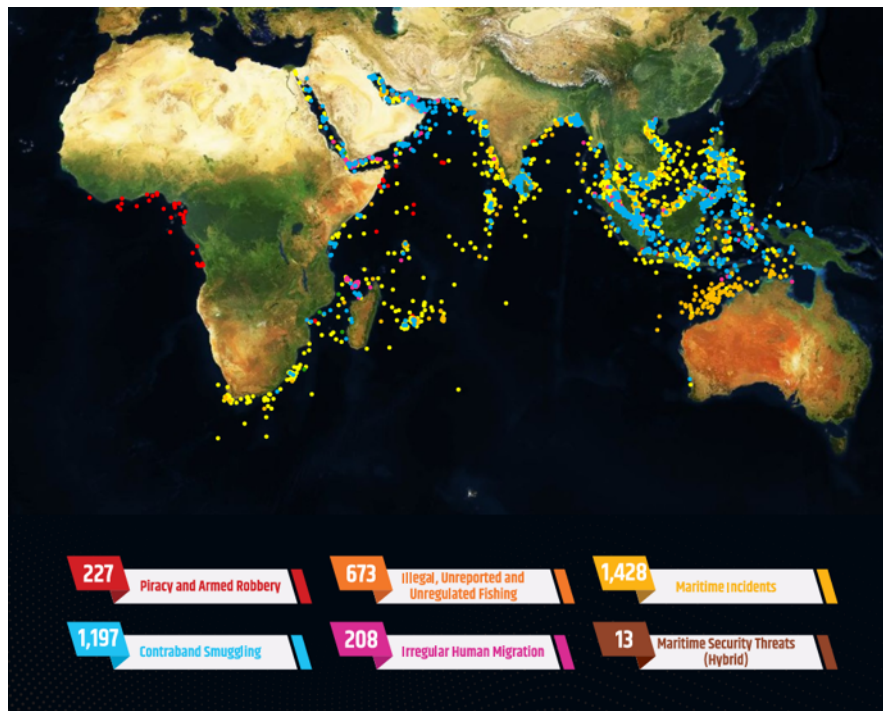 227
Piracy and Armed Robbery
673
Illegal, Unreported and
Unregulated Fishing
1,428
Maritime Incidents
1,197
Contraband Smuggling
208
Irregular Human Migration
13
Maritime Security Threats
(Hybrid)